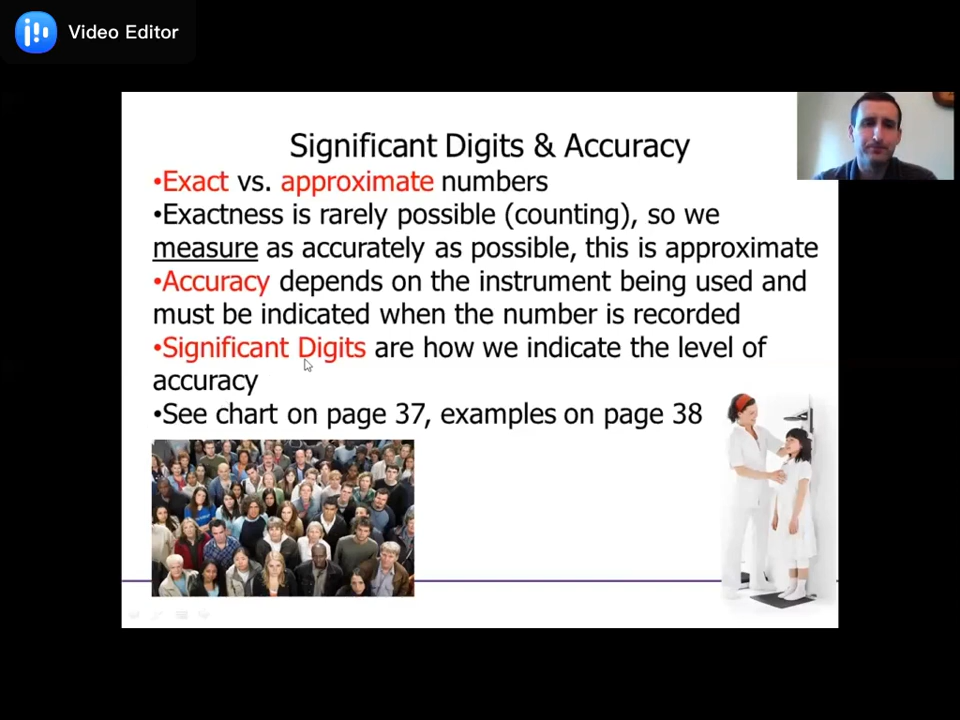 Video Editor
Significant Digits & Accuracy
•Exact vs. approximate numbers
•Exactness is rarely possible (counting), so we
measure as accurately as possible, this is approximate
•Accuracy depends on the instrument being used and
must be indicated when the number is recorded
•Significant Digits are how we indicate the level of
accuracy
•See chart on page 37, examples on page 38